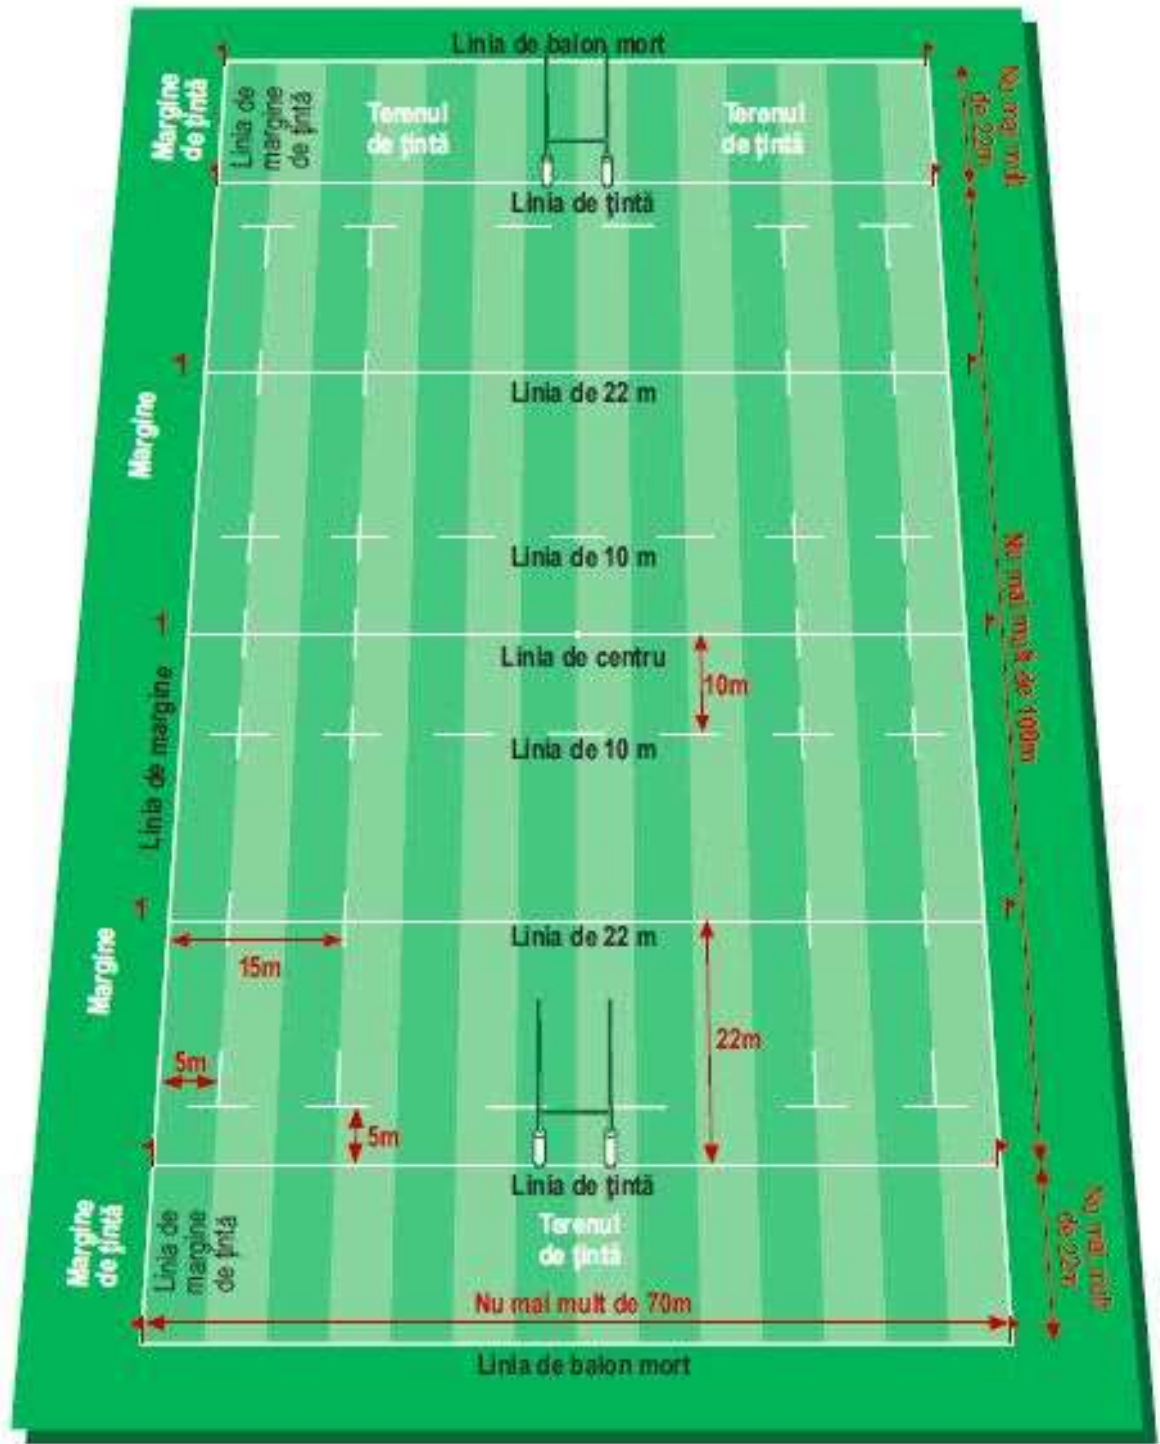 Linia de balon mort
Margine
de țintă
Linia de
margine
de țintă
Terenul
de țintă
Terenul
de țintă
Nu mai mult
de 22m
Linia de țintă
Linia de 22 m
Margine
Linia de 10 m
Nu mai mult de 100m
Linia de centru
10m
Linia de margine
Linia de 10 m
Linia de 22 m
15m
Margine
22m
5m
5m
Linia de țintă
Margine
de țintă
Linia de
margine
de țintă
Terenul
de țintă
Nu mai mult
de 22m
Nu mai mult de 70m
Linia de balon mort